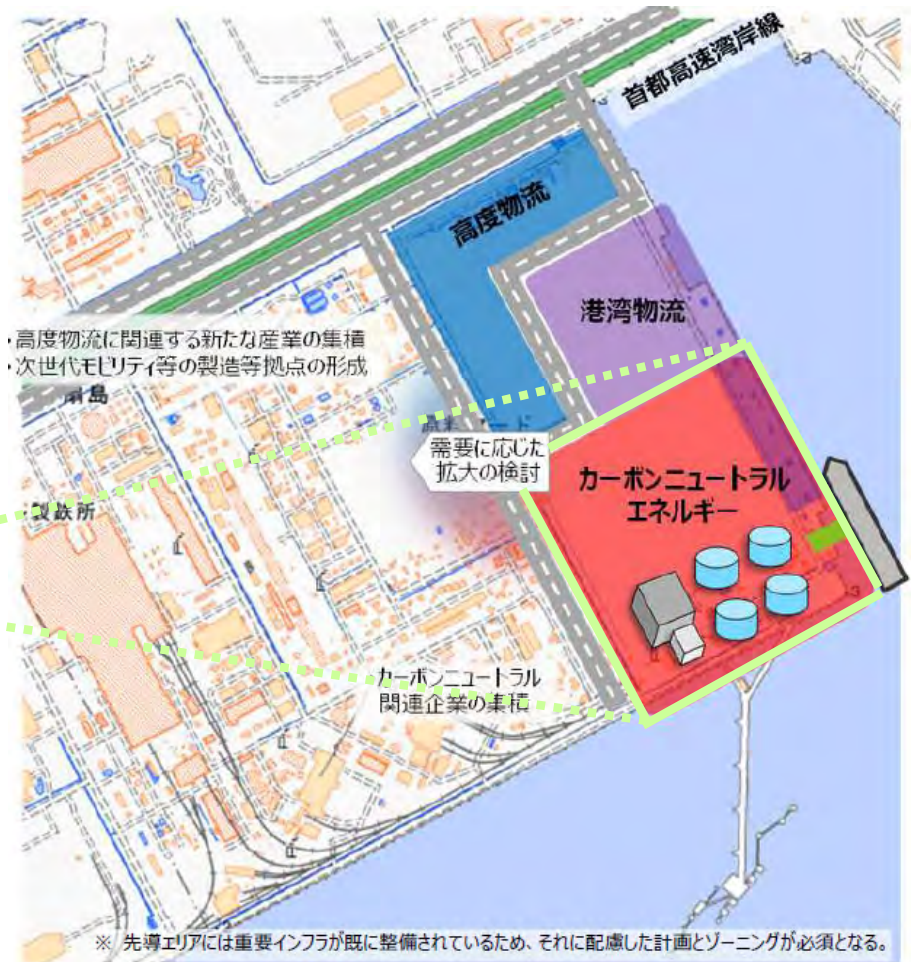 首都高速湾岸線
高度物流
港湾物流
・高度物流に関連する新たな産業の集積
・次世代モビリティ等の製造等拠点の形成
扇島
需要に応じた
拡大の検討
カーボンニュートラル
エネルギー
製鉄所
カーボンニュートラル
関連企業の集積
※ 先導エリアには重要インフラが既に整備されているため、それに配慮した計画とゾーニングが必須となる。